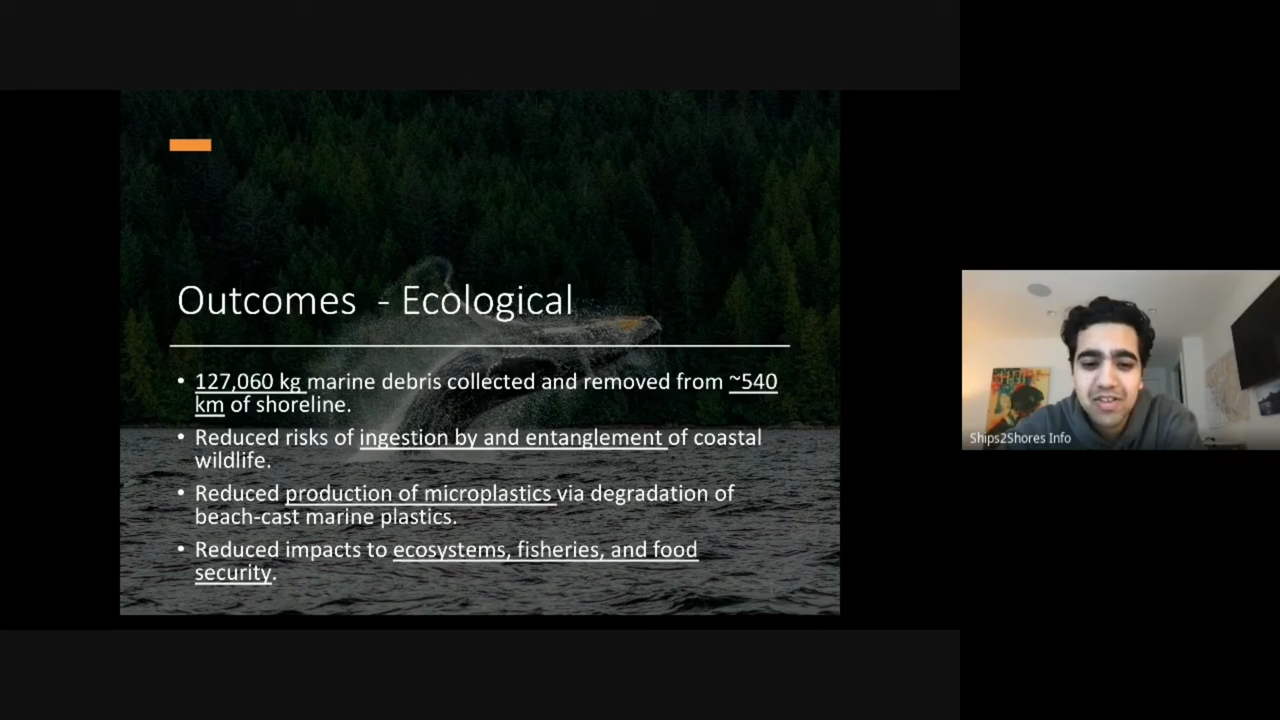 Outcomes - Ecological
• 127,060 kg marine debris collected and removed from ~540
km of shoreline.
• Reduced risks of ingestion by and entanglement of coastal
wildlife.
• Reduced production of microplastics via degradation of
beach-cast marine plastics.
• Reduced impacts to ecosystems, fisheries, and food
security.
Ships2Shores Info